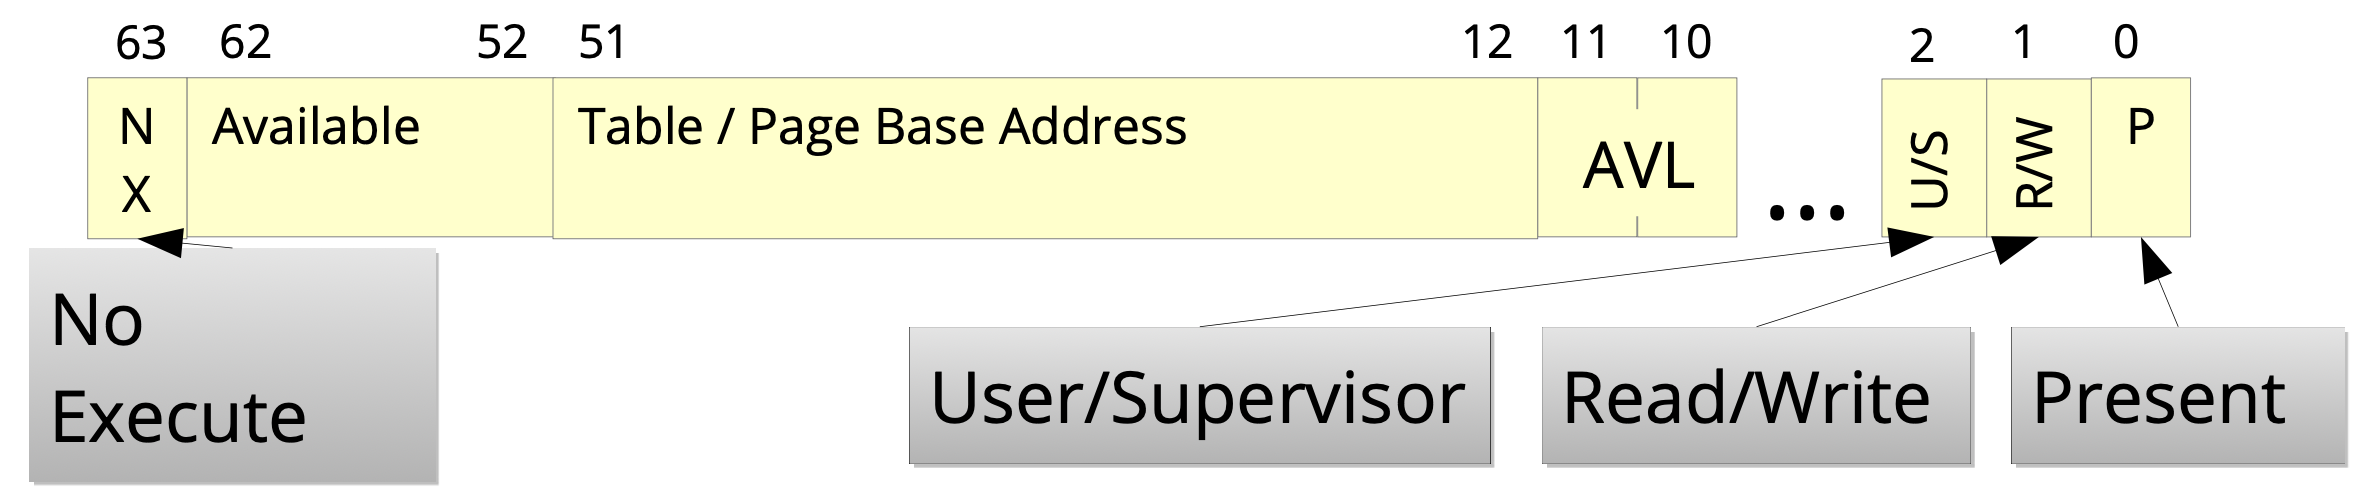 63 62 52 51 12 11 10 2 1 0
N
X
Available
Table / Page Base Address
AVL
...
U/S
R/W
P
No
Execute
User/Supervisor
Read/Write
Present